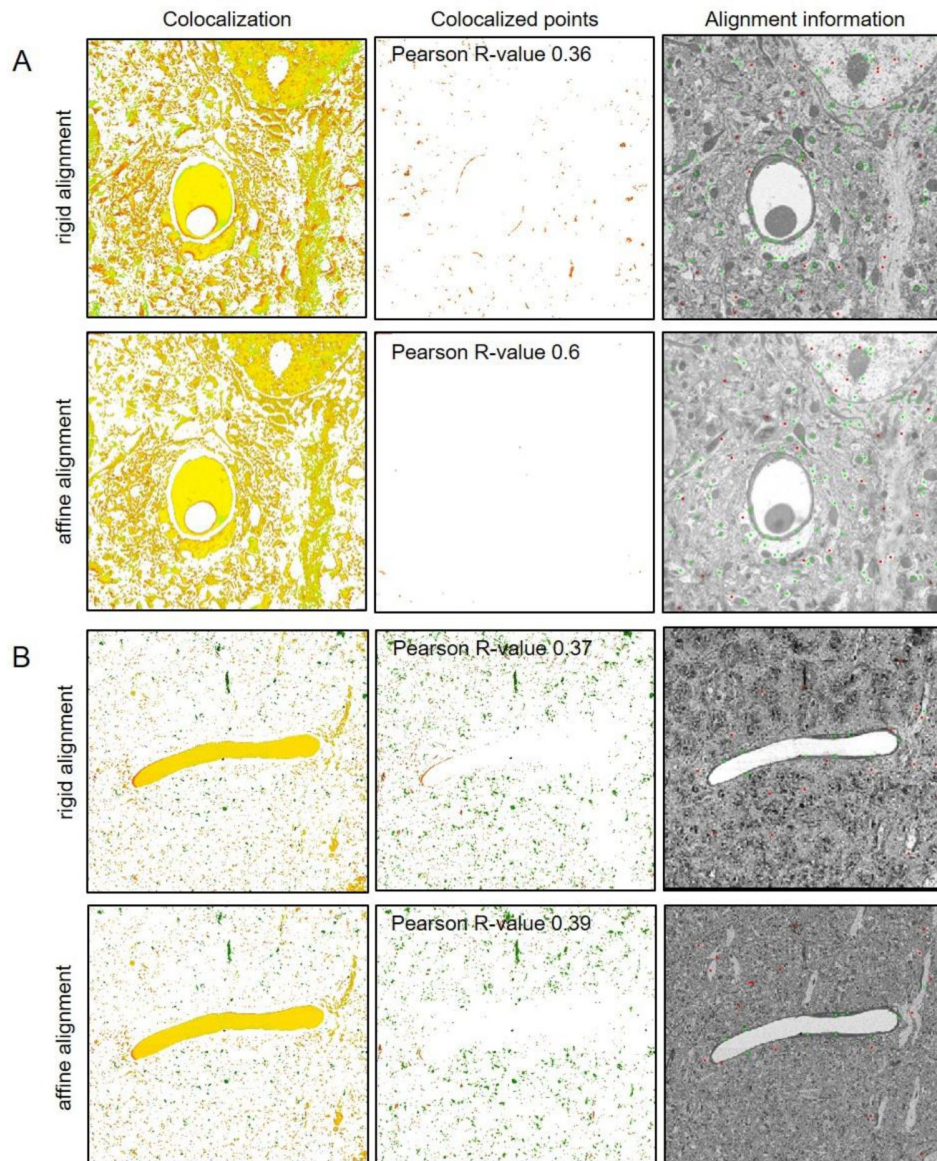 Colocalization
Colocalized points
Alignment information
A
rigid alignment
Pearson R-value 0.36
affine alignment
Pearson R-value 0.6
B
rigid alignment
Pearson R-value 0.37
affine alignment
Pearson R-value 0.39